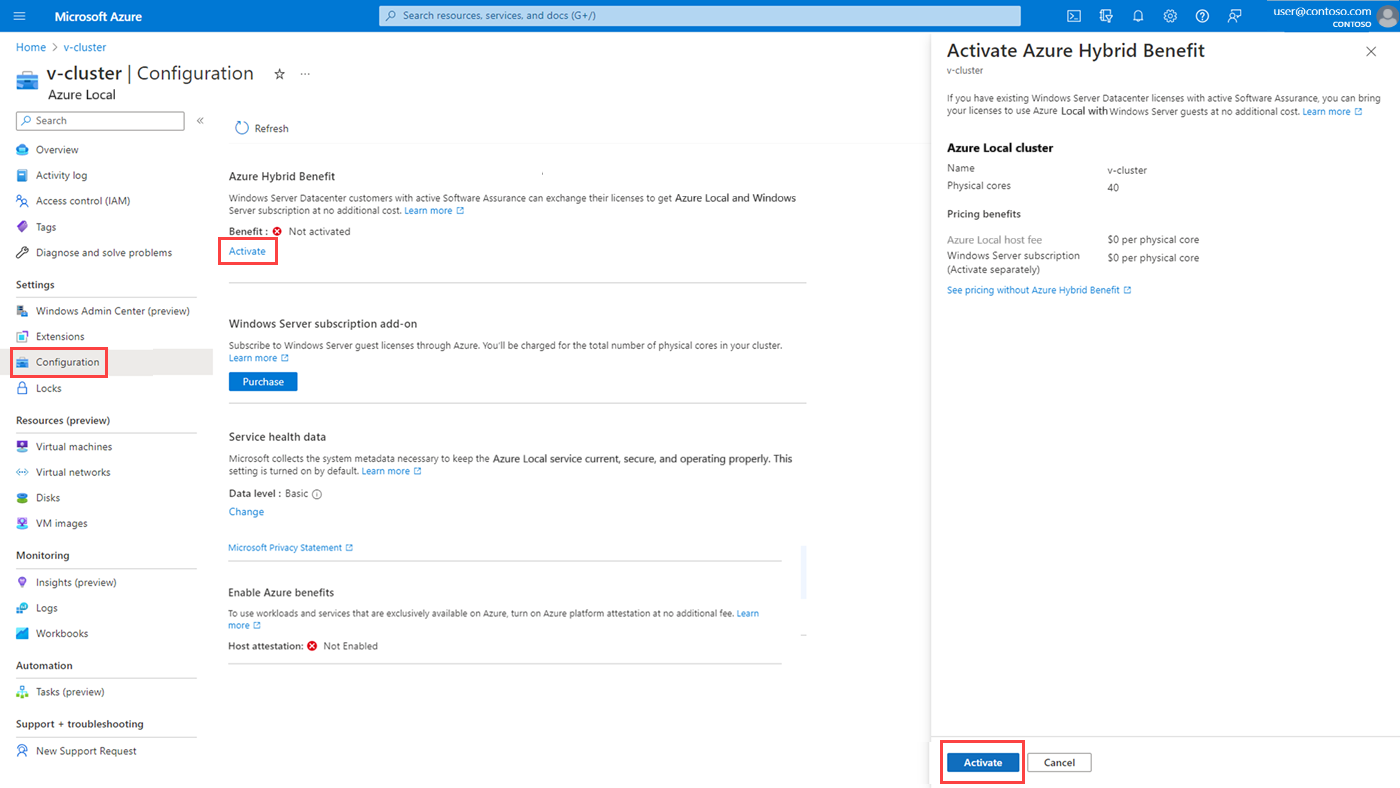 Microsoft Azure
Search resources, services, and docs (G+/)
user@contoso.com
CONTOSO
Home > v-cluster
v-cluster | Configuration
...
Azure Local
Search
«
Overview
Activity log
Access control (IAM)
Tags
Diagnose and solve problems
Settings
Windows Admin Center (preview)
Extensions
Configuration
Locks
Resources (preview)
Virtual machines
Virtual networks
Disks
VM images
Monitoring
Insights (preview)
Logs
Workbooks
Automation
Tasks (preview)
Support + troubleshooting
New Support Request
Refresh
Azure Hybrid Benefit
Windows Server Datacenter customers with active Software Assurance can exchange their licenses to get Azure Local and Windows
Server subscription at no additional cost. Learn more
Benefit : Not activated
Activate
Windows Server subscription add-on
Subscribe to Windows Server guest licenses through Azure. You'll be charged for the total number of physical cores in your cluster.
Learn more
Purchase
Service health data
Microsoft collects the system metadata necessary to keep the Azure Local service current, secure, and operating properly. This
setting is turned on by default. Learn more
Data level : Basic
Change
Microsoft Privacy Statement
Enable Azure benefits
To use workloads and services that are exclusively available on Azure, turn on Azure platform attestation at no additional fee. Learn
more
Host attestation: Not Enabled
Activate Azure Hybrid Benefit
v-cluster
If you have existing Windows Server Datacenter licenses with active Software Assurance, you can bring
your licenses to use Azure Local with Windows Server guests at no additional cost. Learn more
Azure Local cluster
Name v-cluster
Physical cores 40
Pricing benefits
Azure Local host fee $0 per physical core
Windows Server subscription $0 per physical core
(Activate separately)
See pricing without Azure Hybrid Benefit
Activate
Cancel